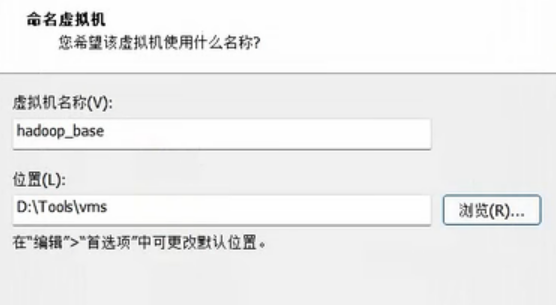 命名虚拟机
您希望该虚拟机使用什么名称?
虚拟机名称(V):
hadoop_base
位置(L):
D:\Tools\vms
浏览(R)...
在“编辑”>“首选项”中可更改默认位置。